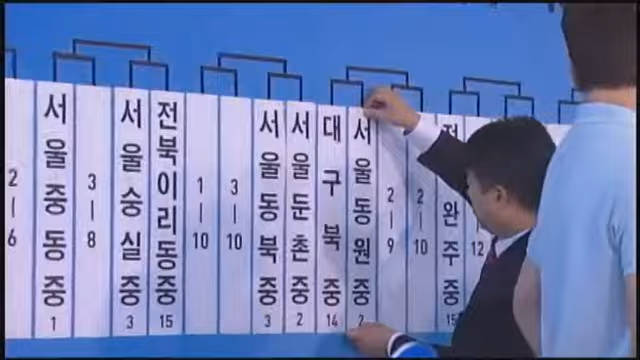 2-6
서울중동중 1
3-8
서울숭실중 3
전북이리동중 15
1-10
3-10
서울동북중 3
서울둔촌중 2
대구북중 14
서울동원중 2
2-9
2-10
완주중 15
-12